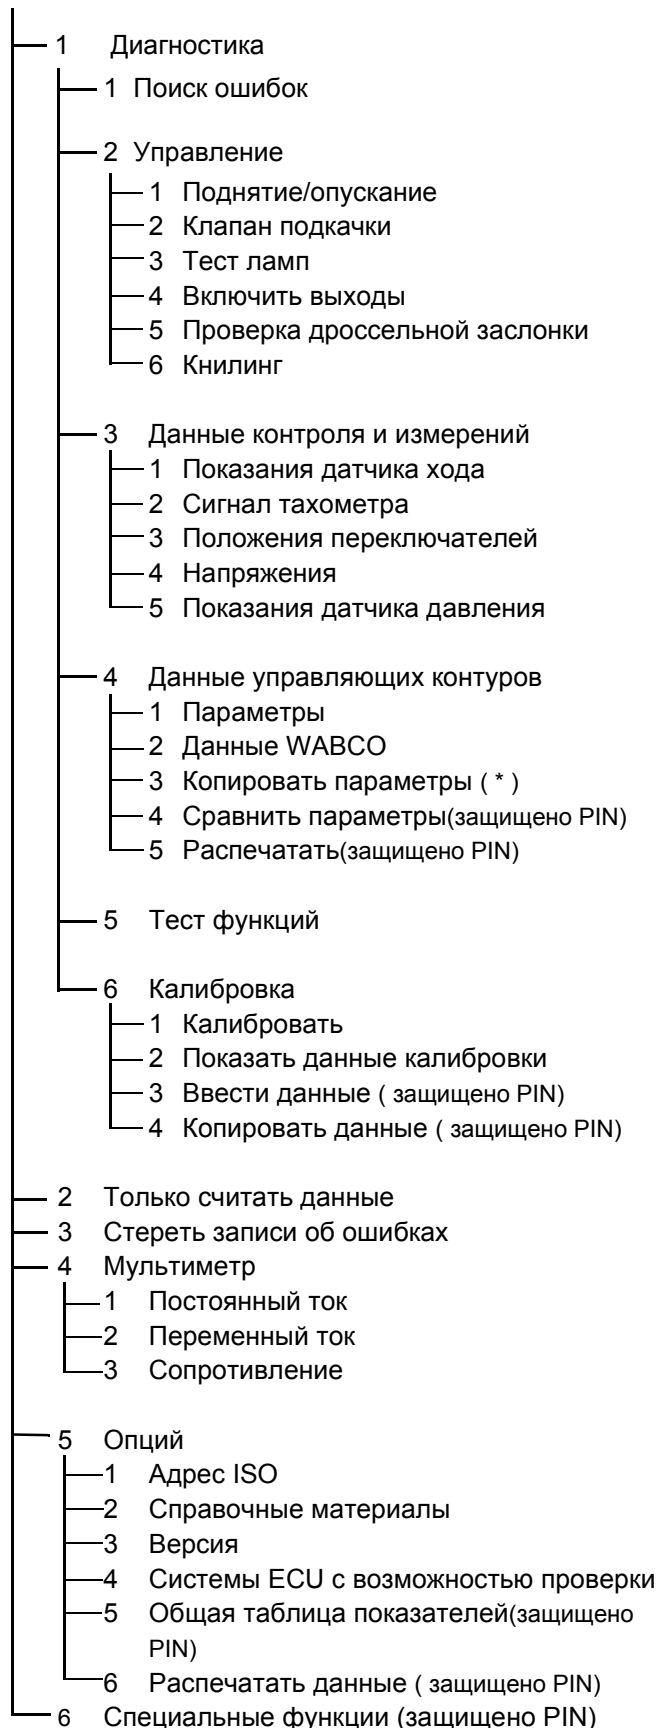 1 Диагностика
1 Поиск ошибок
2 Управление
1 Поднятие/опускание
2 Клапан подкачки
3 Тест ламп
4 Включить выходы
5 Проверка дроссельной заслонки
6 Книлинг
3 Данные контроля и измерений
1 Показания датчика хода
2 Сигнал тахометра
3 Положения переключателей
4 Напряжения
5 Показания датчика давления
4 Данные управляющих контуров
1 Параметры
2 Данные WABCO
3 Копировать параметры ( * )
4 Сравнить параметры(защищено PIN)
5 Распечатать(защищено PIN)
5 Тест функций
6 Калибровка
1 Калибровать
2 Показать данные калибровки
3 Ввести данные ( защищено PIN)
4 Копировать данные ( защищено PIN)
2 Только считать данные
3 Стереть записи об ошибках
4 Мультиметр
1 Постоянный ток
2 Переменный ток
3 Сопротивление
5 Опций
1 Адрес ISO
2 Справочные материалы
3 Версия
4 Системы ECU с возможностью проверки
5 Общая таблица показателей(защищено
PIN)
6 Распечатать данные ( защищено PIN)
6 Специальные функции (защищено PIN)